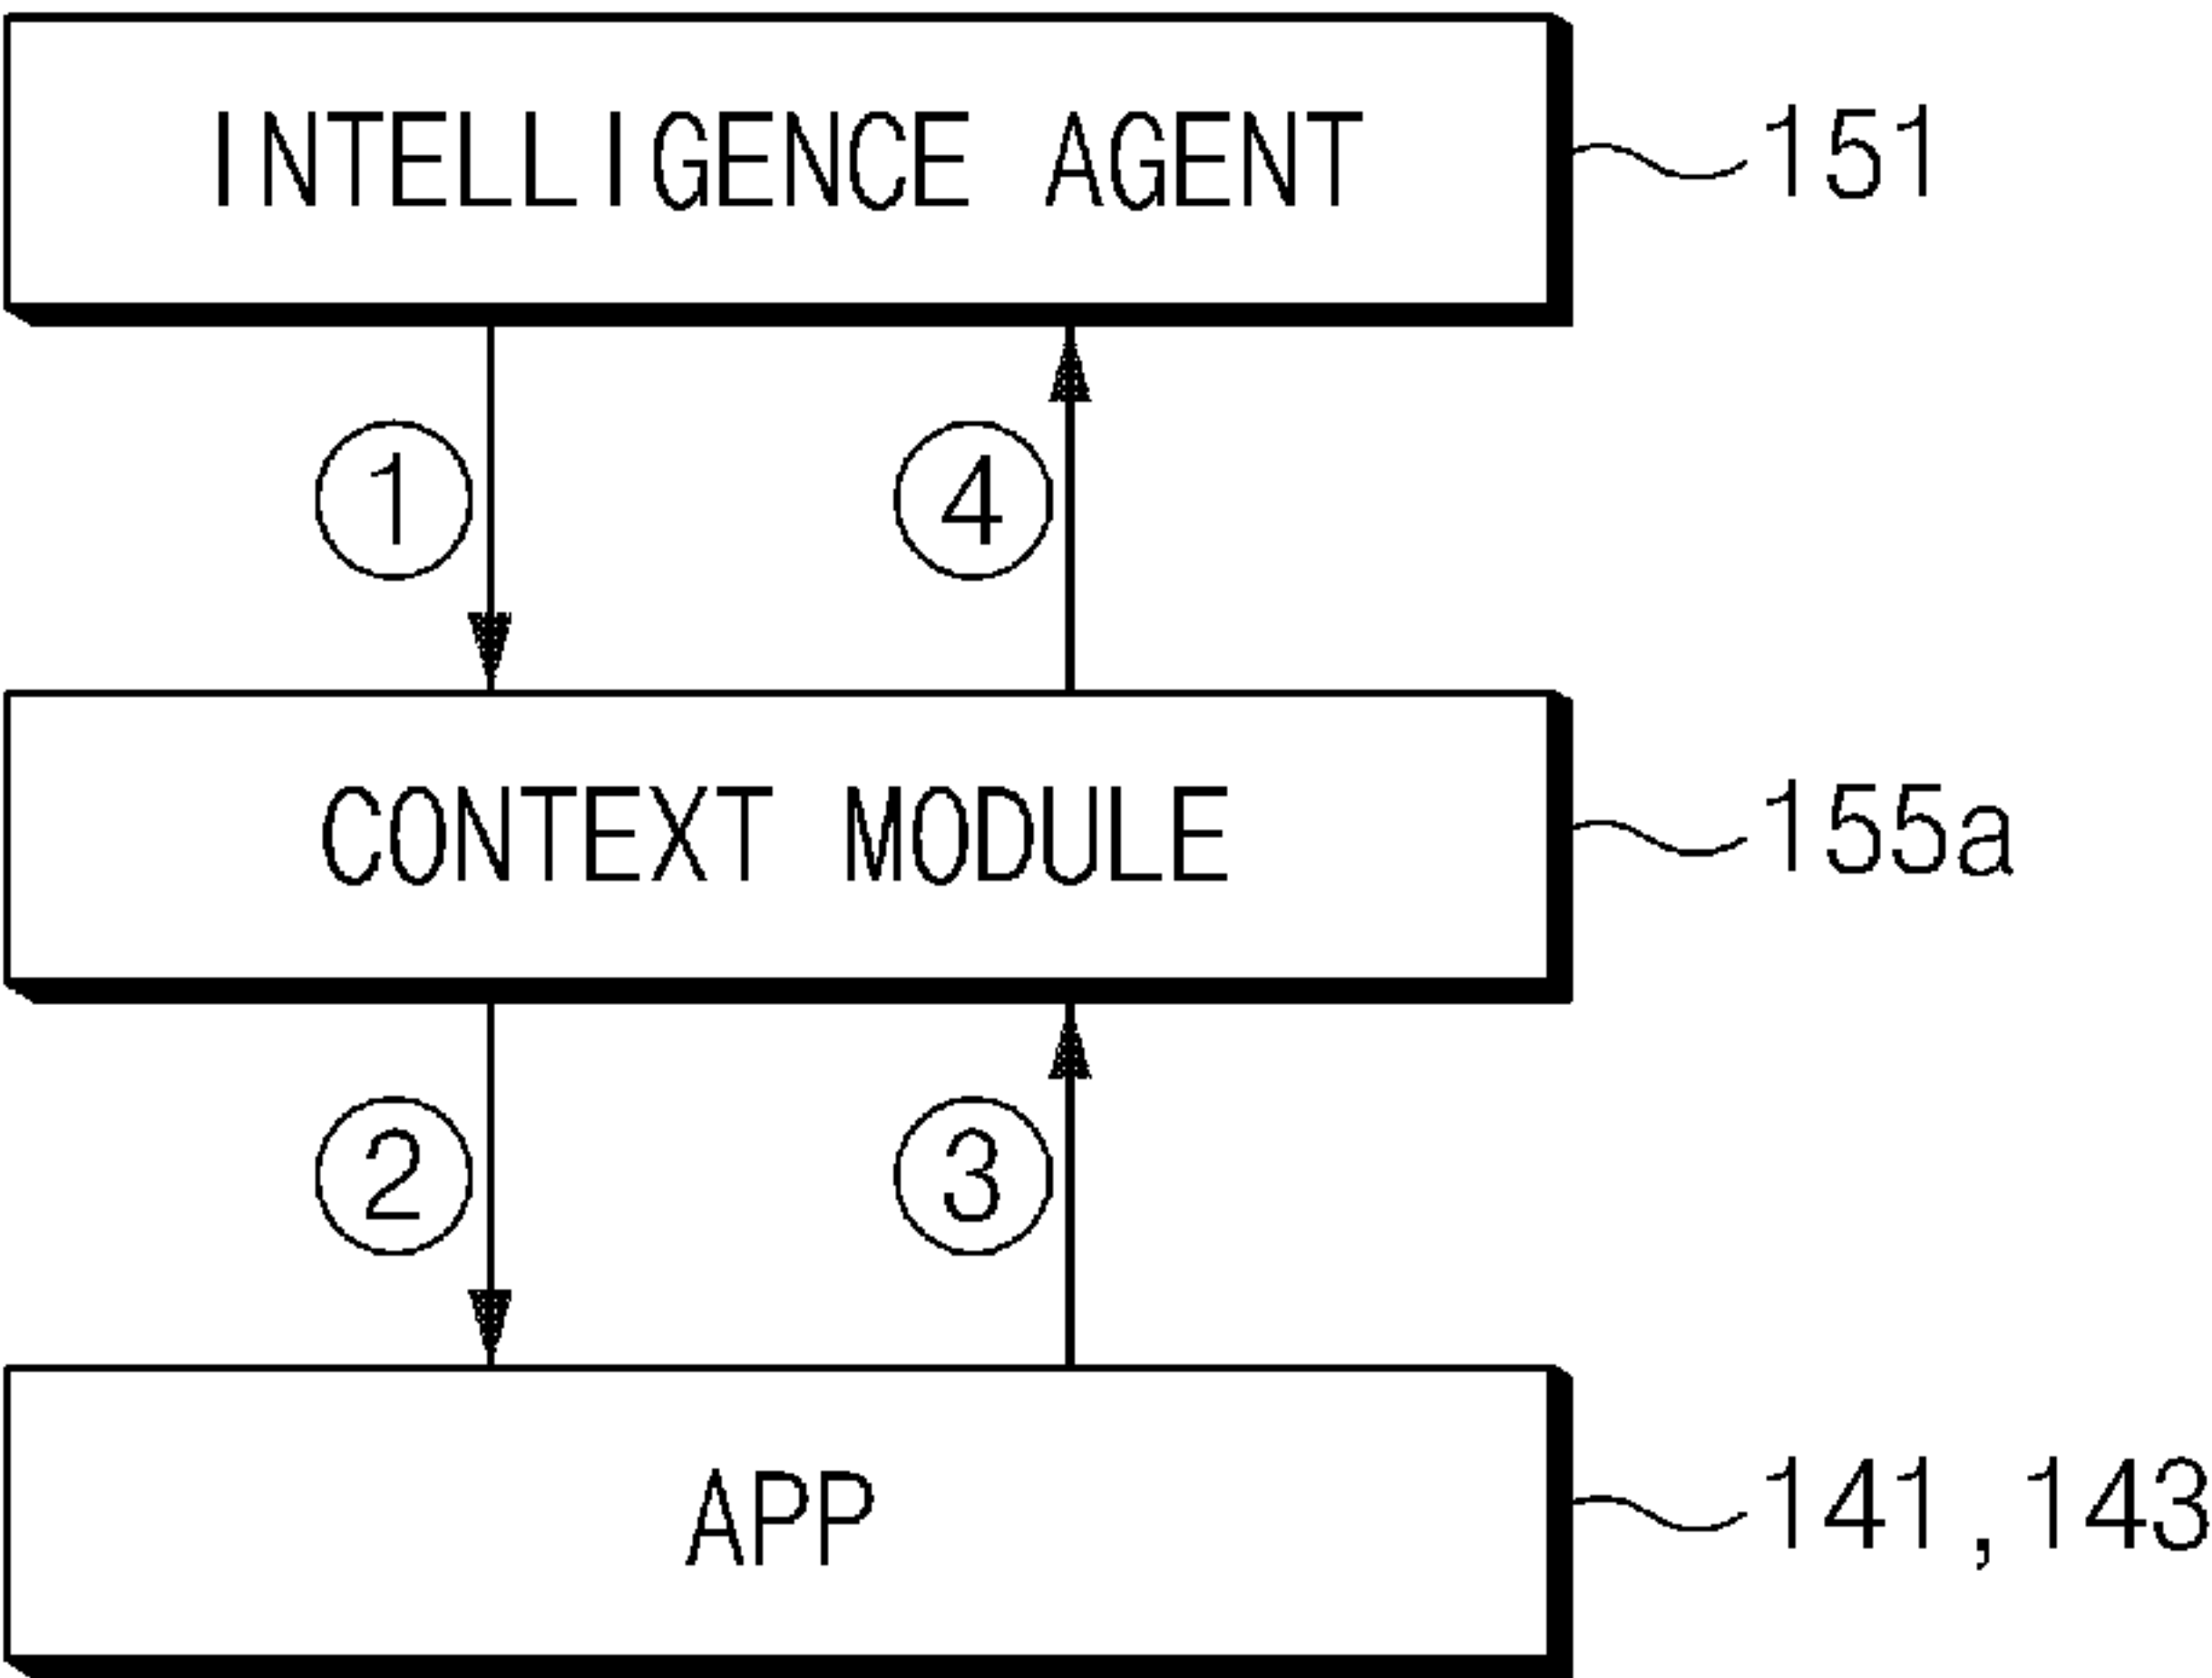 INTELLIGENCE AGENT 151
① ④
CONTEXT MODULE 155a
② ③
APP 141,143